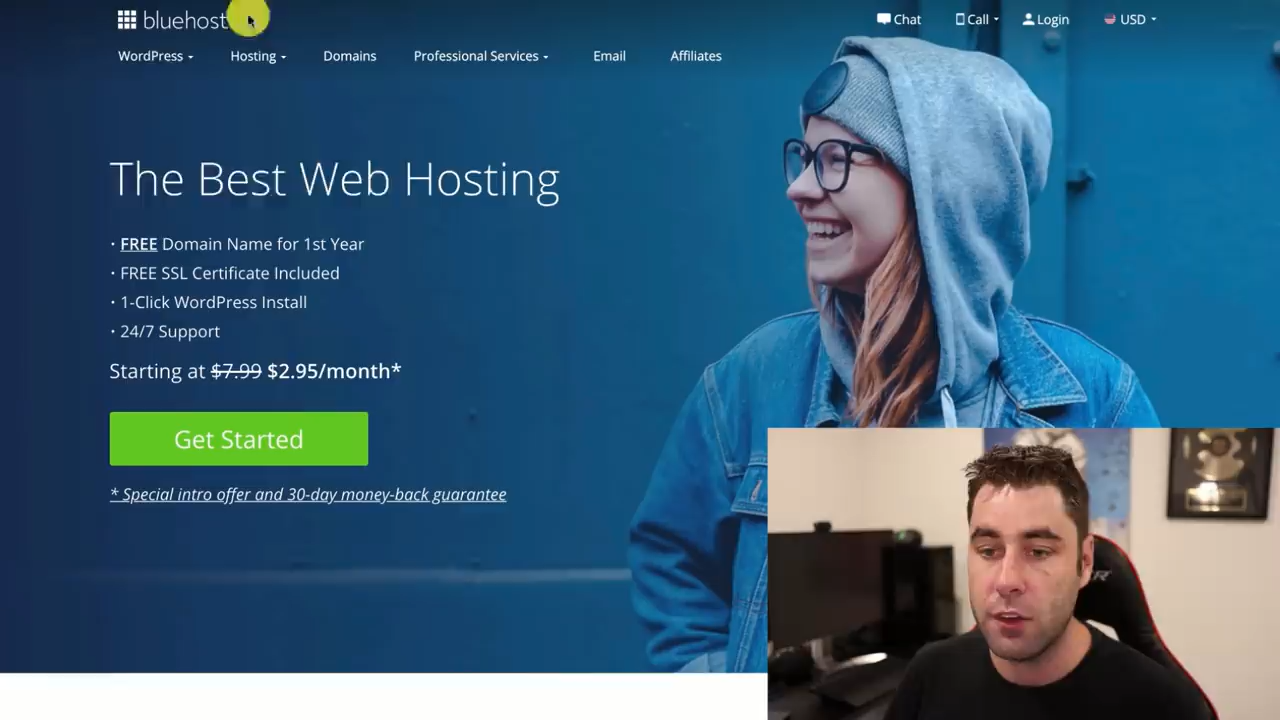 bluehost
Chat
Call
Login
USD
WordPress
Hosting
Domains
Professional Services
Email
Affiliates
The Best Web Hosting
· FREE Domain Name for 1st Year
· FREE SSL Certificate Included
· 1-Click WordPress Install
· 24/7 Support
Starting at $7.99 $2.95/month*
Get Started
* Special intro offer and 30-day money-back guarantee